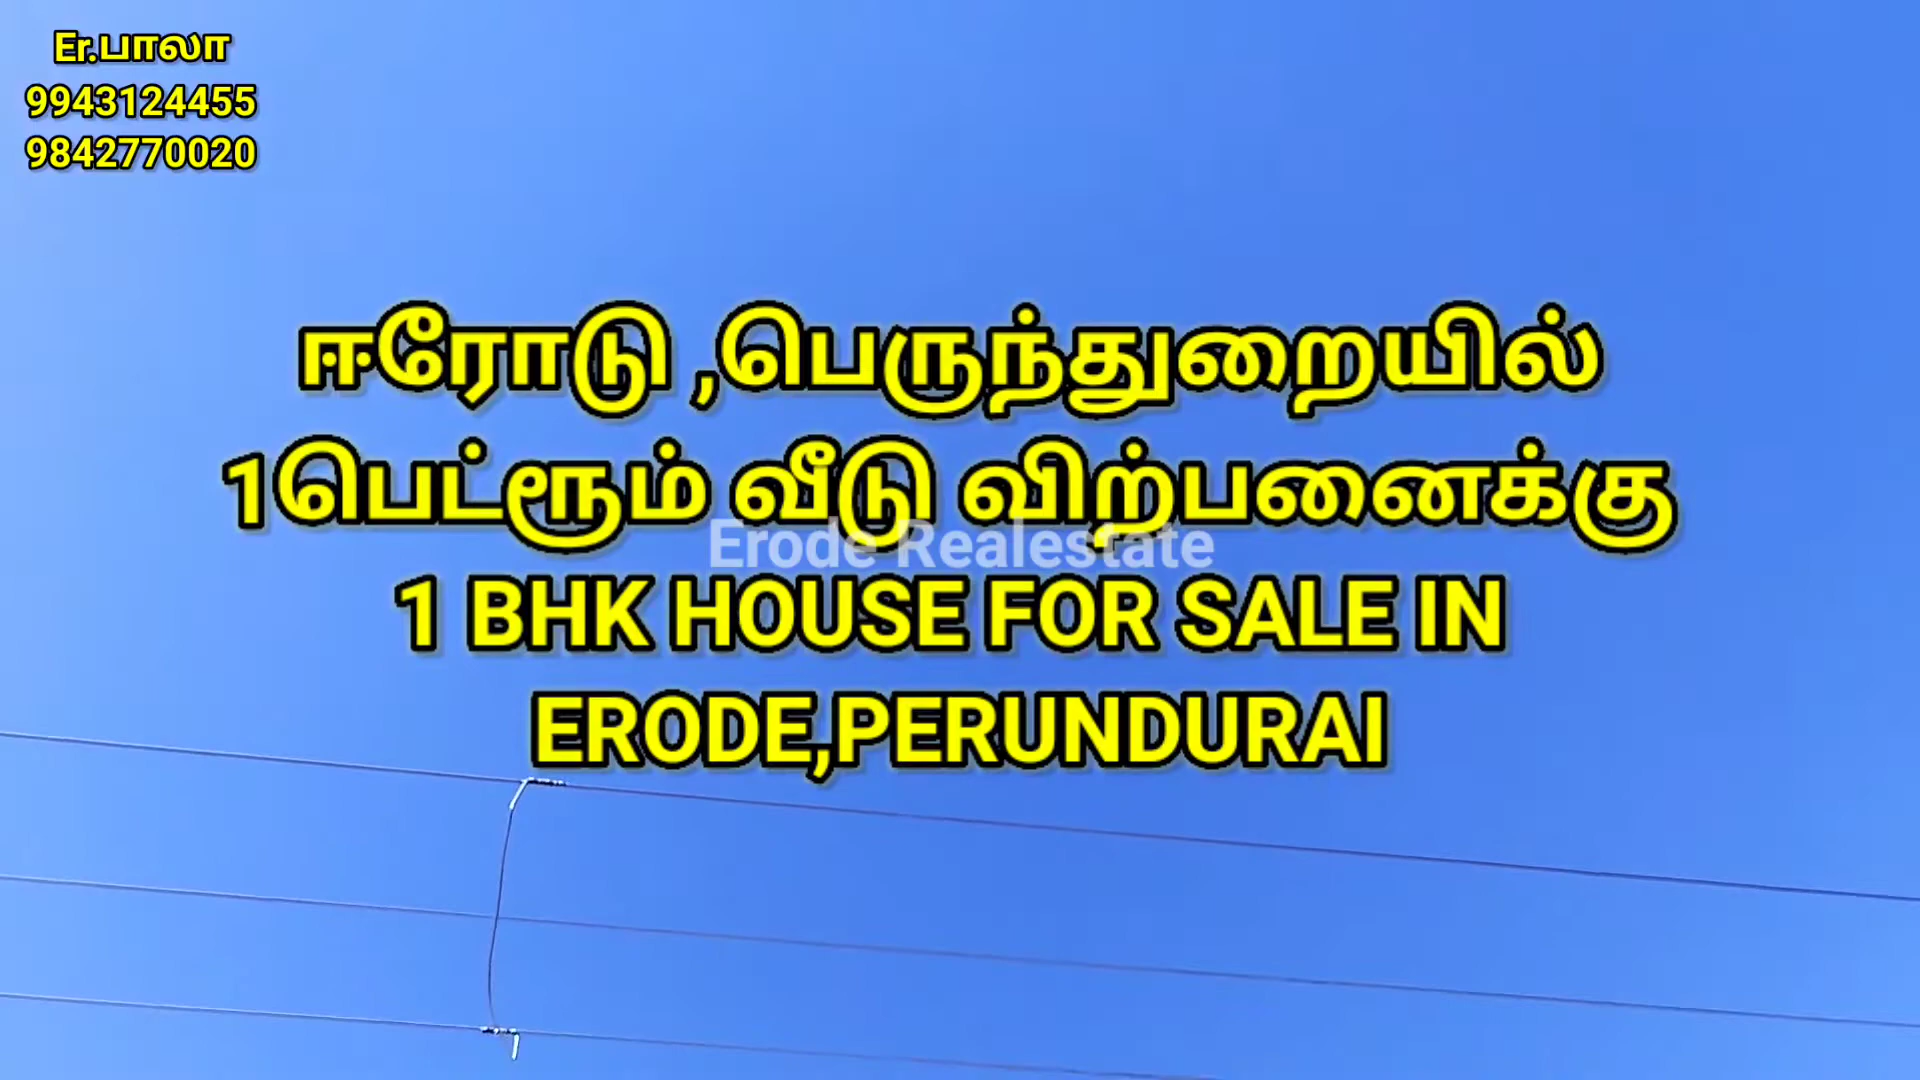 Er.பாலா
9943124455
9842770020
ஈரோடு ,பெருந்துறையில்
1பெட்ரூம் வீடு விற்பனைக்கு
Erode Realestate
1 BHK HOUSE FOR SALE IN
ERODE,PERUNDURAI